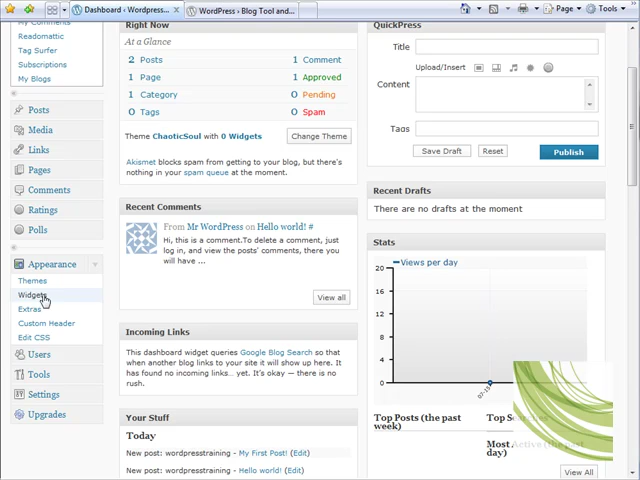 Dashboard ‹ Wordpress...
WordPress › Blog Tool and...
Page
Tools
My Comments
Readomattic
Tag Surfer
Subscriptions
My Blogs
Posts
Media
Links
Pages
Comments
Ratings
Polls
Appearance
Themes
Widgets
Extras
Custom Header
Edit CSS
Users
Tools
Settings
Upgrades
Right Now
At a Glance
2 Posts 1 Comment
1 Page 1 Approved
1 Category 0 Pending
0 Tags 0 Spam
Theme ChaoticSoul with 0 Widgets Change Theme
Akismet blocks spam from getting to your blog, but there's
nothing in your spam queue at the moment.
Recent Comments
From Mr WordPress on Hello world! #
Hi, this is a comment.To delete a comment, just
log in, and view the posts' comments, there
you will have ...
View all
Incoming Links
This dashboard widget queries Google Blog Search so that
when another blog links to your site it will show up here. It
has found no incoming links... yet. It's okay — there is no
rush.
Your Stuff
Today
New post: wordpresstraining - My First Post! (Edit)
New post: wordpresstraining - Hello world! (Edit)
QuickPress
Title
Upload/Insert
Content
Tags
Save Draft Reset Publish
Recent Drafts
There are no drafts at the moment
Stats
Views per day
20
16
12
8
4
0
Top Posts (the past
week)
Top Searches
Most Active (the past
day)
View All